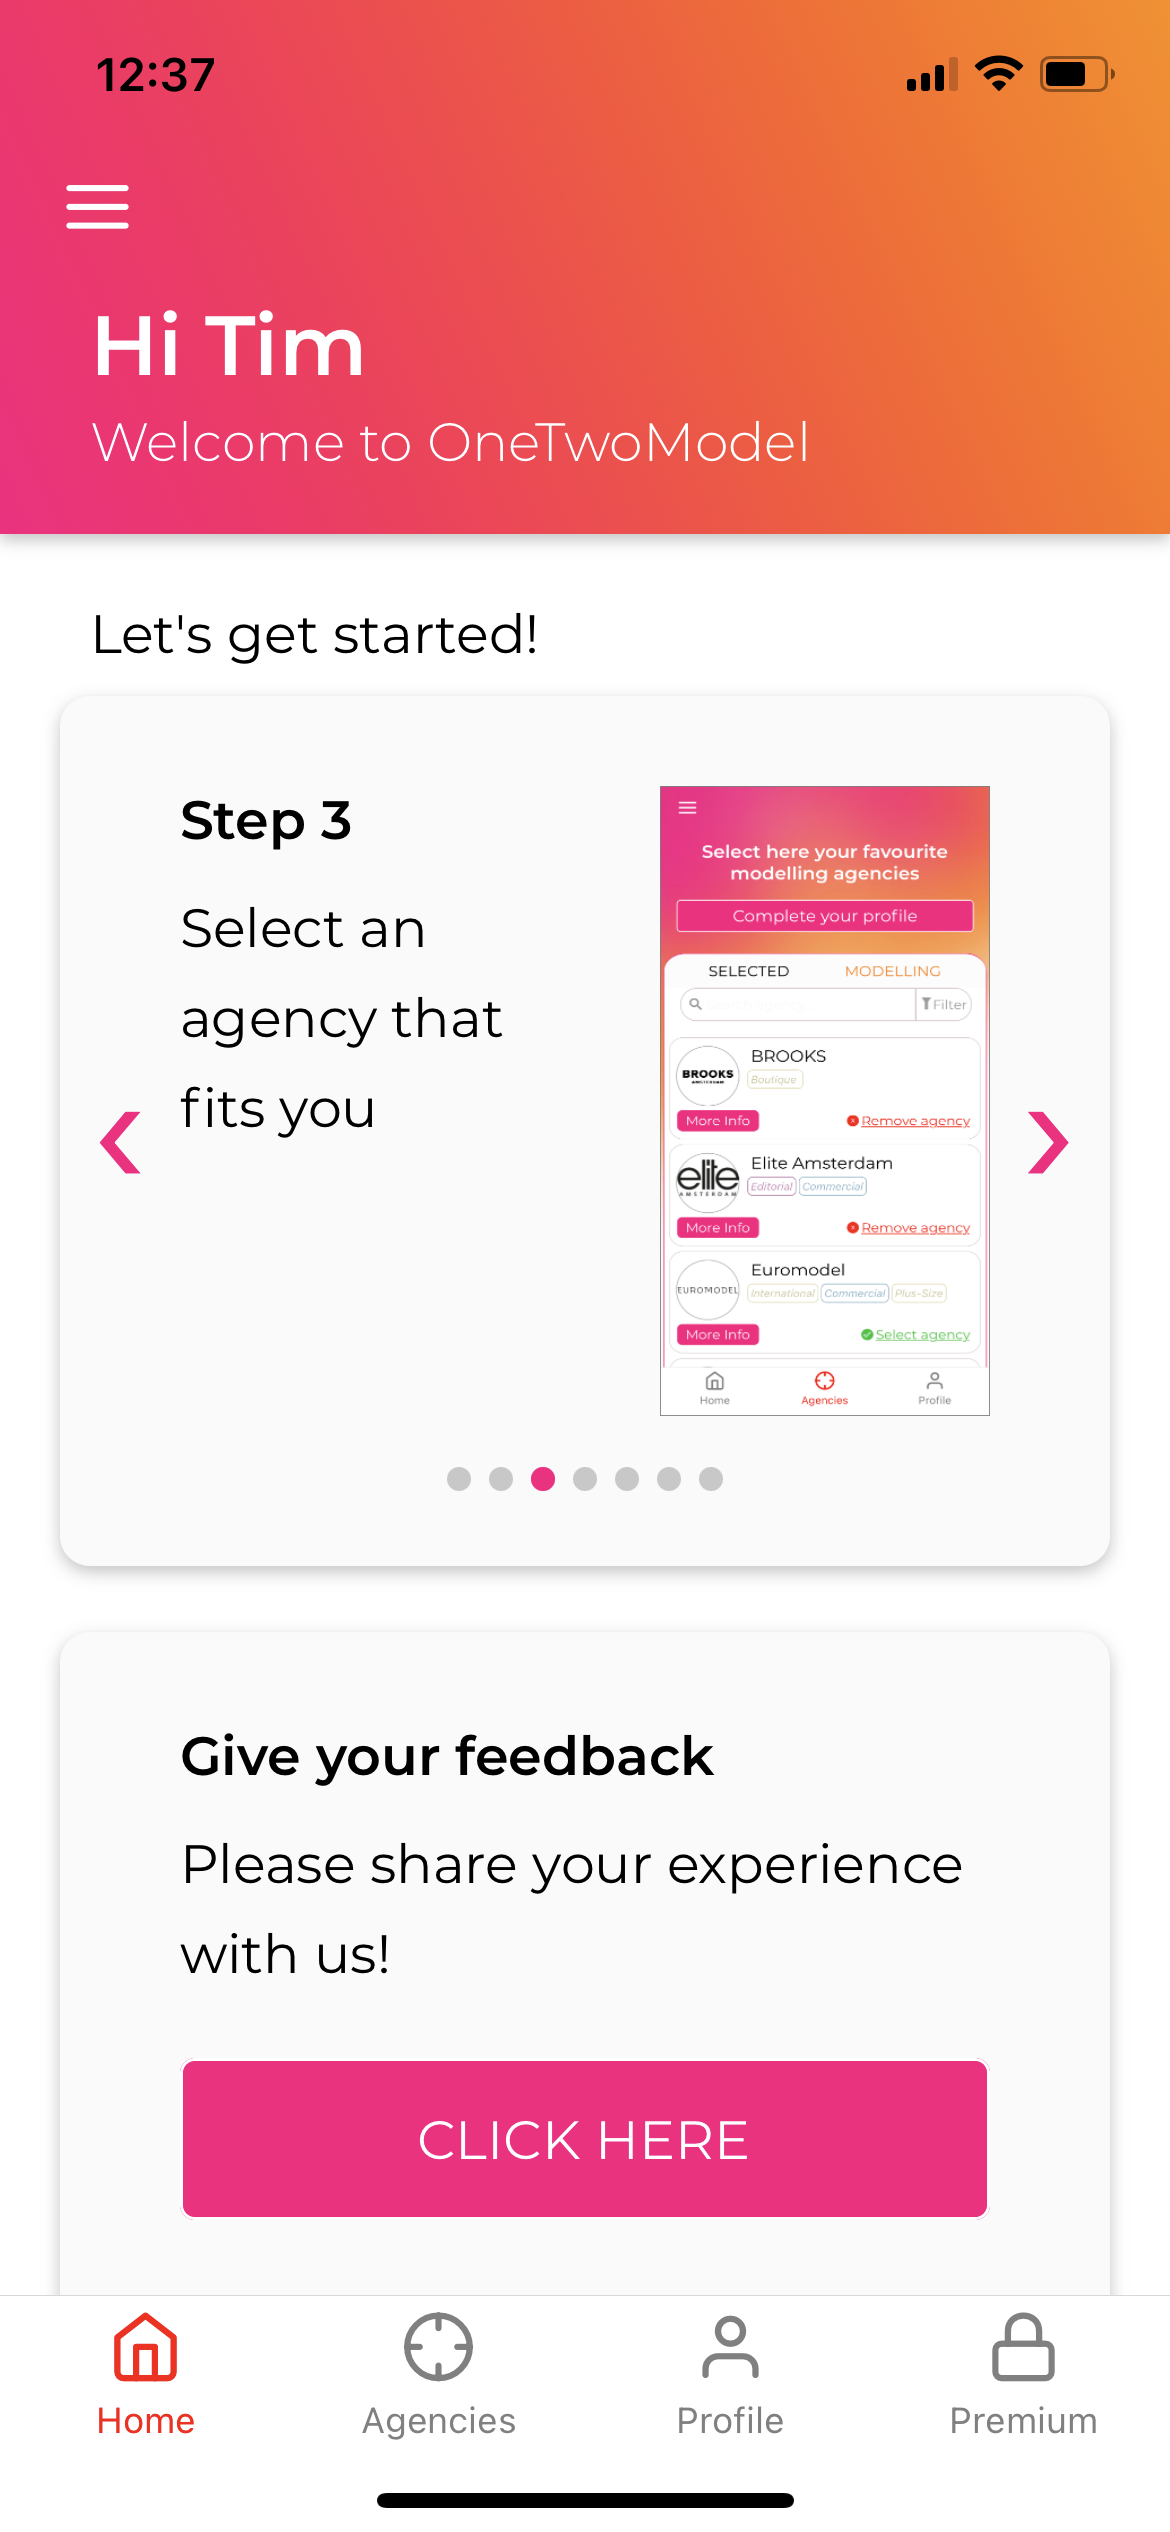 12:37
Hi Tim
Welcome to OneTwoModel
Let's get started!
Step 3
Select an
agency that
fits you
Select here your favourite
modelling agencies
Complete your profile
SELECTED MODELLING
Filter
BROOKS
BROOKS
AMSTERDAM
Boutique
More Info Remove agency
Elite Amsterdam
elite
AMSTERDAM
Editorial Commercial
More Info Remove agency
Euromodel
EUROMODEL
International Commercial Plus-Size
More Info Select agency
Home Agencies Profile
Give your feedback
Please share your experience
with us!
CLICK HERE
Home Agencies Profile Premium